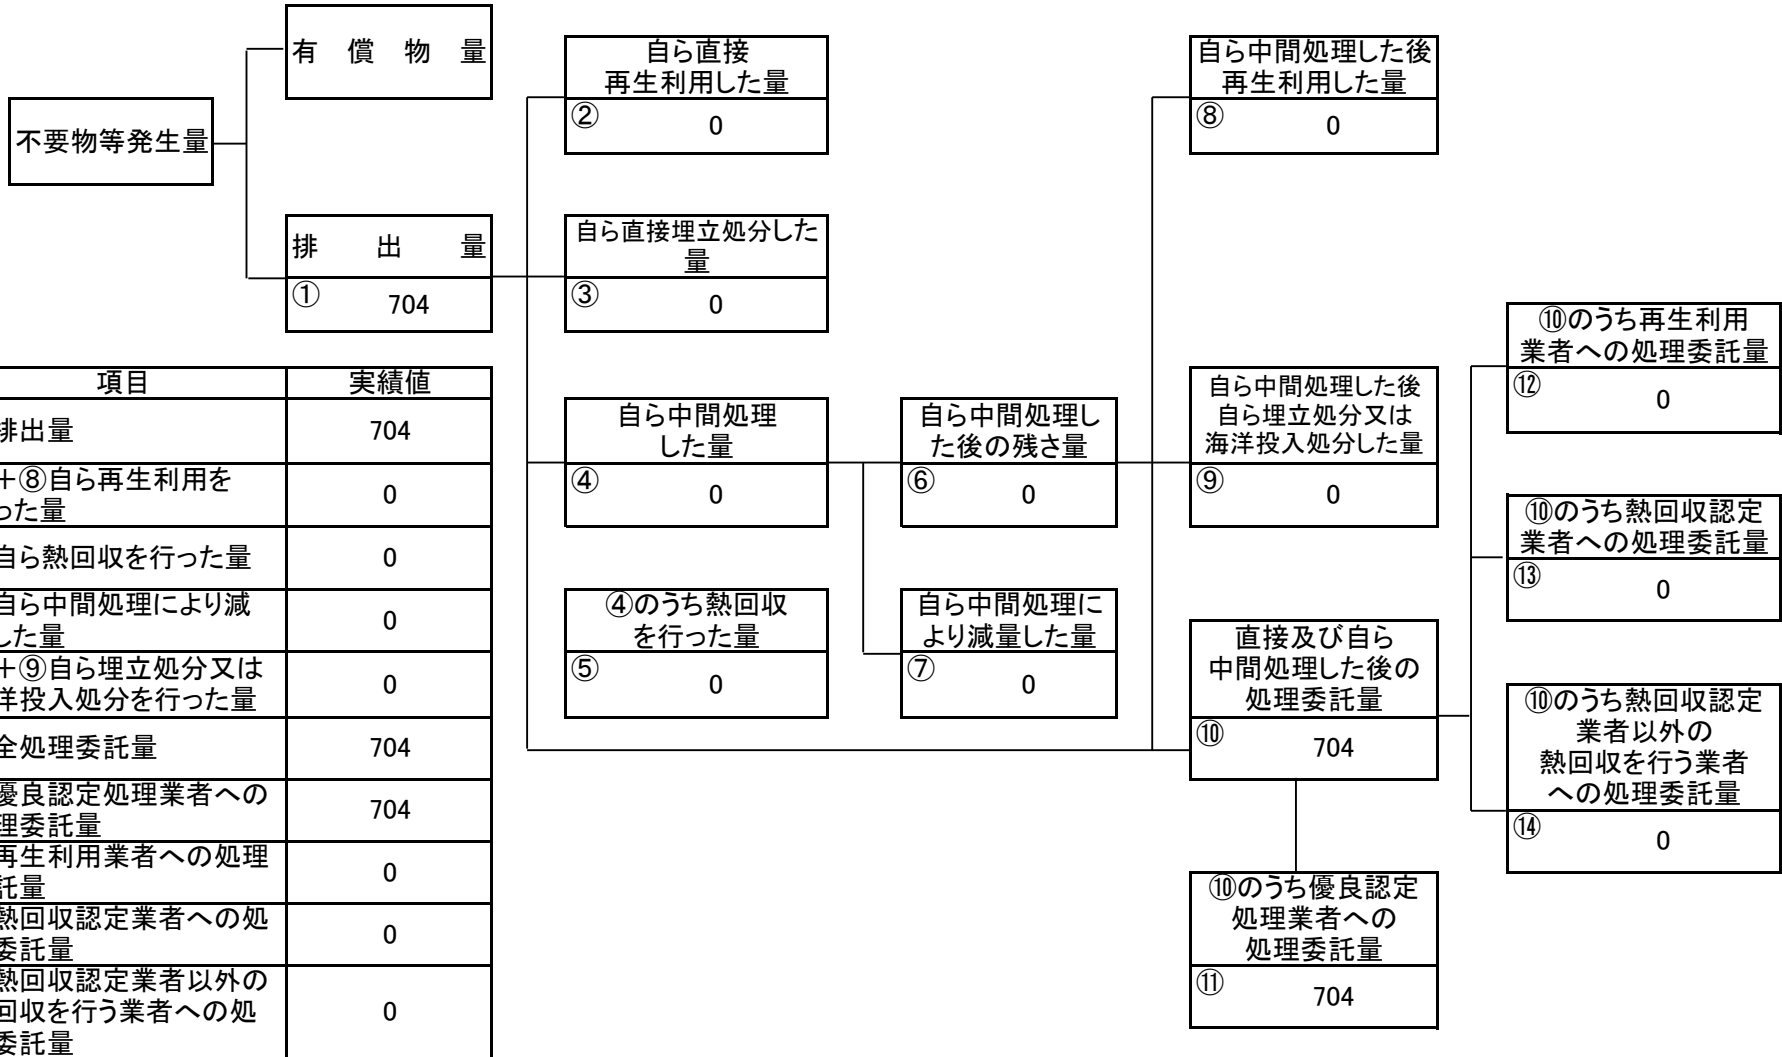 有 償 物 量
不要物等発生量
排 出 量
① 704
自ら直接
再生利用した量
② 0
自ら直接埋立処分した
量
③ 0
自ら中間処理
した量
④ 0
④のうち熱回収
を行った量
⑤ 0
自ら中間処理し
た後の残さ量
⑥ 0
自ら中間処理に
より減量した量
⑦ 0
自ら中間処理した後
再生利用した量
⑧ 0
自ら中間処理した後
自ら埋立処分又は
海洋投入処分した量
⑨ 0
直接及び自ら
中間処理した後の
処理委託量
⑩ 704
⑩のうち優良認定
処理業者への
処理委託量
⑪ 704
⑩のうち再生利用
業者への処理委託量
⑫ 0
⑩のうち熱回収認定
業者への処理委託量
⑬ 0
⑩のうち熱回収認定
業者以外の
熱回収を行う業者
への処理委託量
⑭ 0
項目 実績値
排出量 704
+⑧自ら再生利用を
った量 0
自ら熱回収を行った量 0
自ら中間処理により減
した量 0
+⑨自ら埋立処分又は
洋投入処分を行った量 0
全処理委託量 704
優良認定処理業者への
理委託量 704
再生利用業者への処理
託量 0
熱回収認定業者への処
委託量 0
熱回収認定業者以外の
回収を行う業者への処
委託量 0